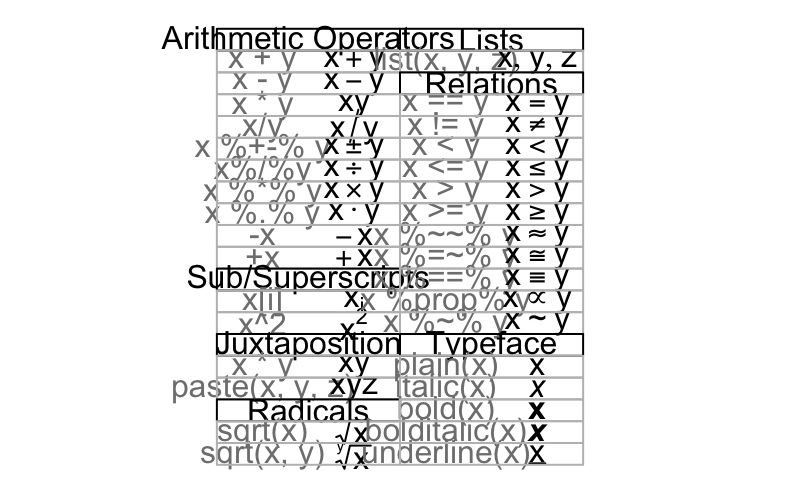 Arithmetic Operators
x + y x + y
x - y x − y
x * y xy
x/y x/y
x %+-% y x ± y
x%/%y x ÷ y
x %*% y x × y
x %.% y x · y
-x − x
+x + x
Sub/Superscripts
x[i] xᵢ
x^2 x²
Juxtaposition
x * y xy
paste(x, y, z) xyz
Radicals
sqrt(x) √x
sqrt(x, y) ʸ√x
Lists
list(x, y, z) x, y, z
Relations
x == y x = y
x != y x ≠ y
x < y x < y
x <= y x ≤ y
x > y x > y
x >= y x ≥ y
x %~~% y x ≈ y
x %=~% y x ≅ y
x %==% y x ≡ y
x %prop% y x ∝ y
x %~% y x ~ y
Typeface
plain(x) x
italic(x) x
bold(x) x
bolditalic(x) x
underline(x) x